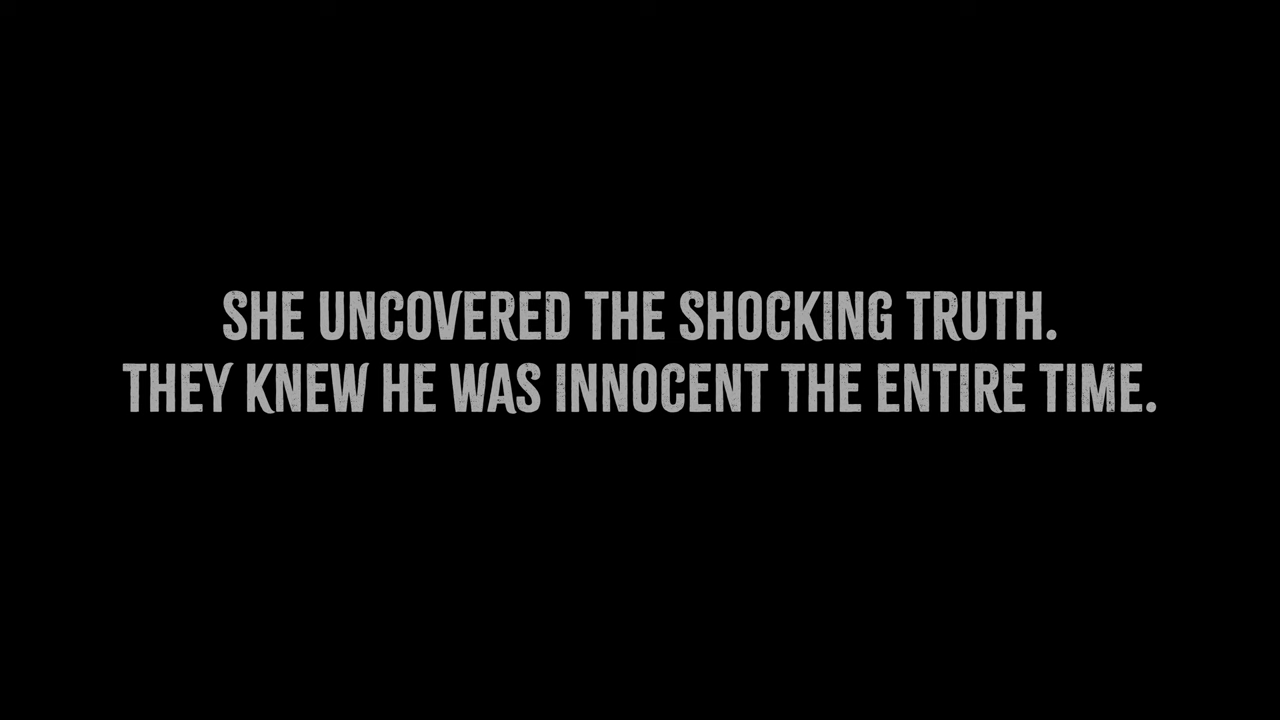 SHE UNCOVERED THE SHOCKING TRUTH.
THEY KNEW HE WAS INNOCENT THE ENTIRE TIME.